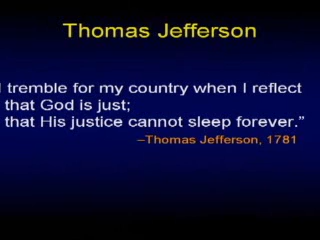 Thomas Jefferson
I tremble for my country when I reflect
that God is just;
that His justice cannot sleep forever.”
–Thomas Jefferson, 1781